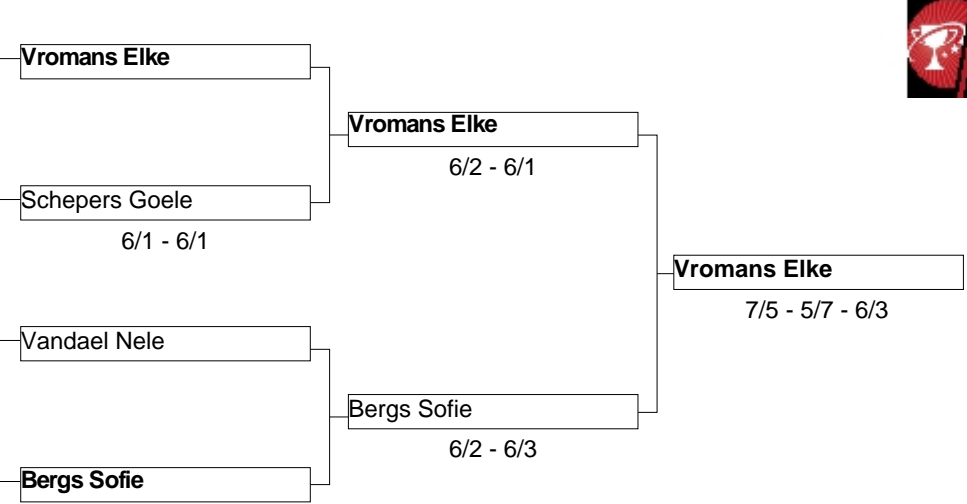 Vromans Elke
Vromans Elke
6/2 - 6/1
Schepers Goele
6/1 - 6/1
Vromans Elke
7/5 - 5/7 - 6/3
Vandael Nele
Bergs Sofie
6/2 - 6/3
Bergs Sofie